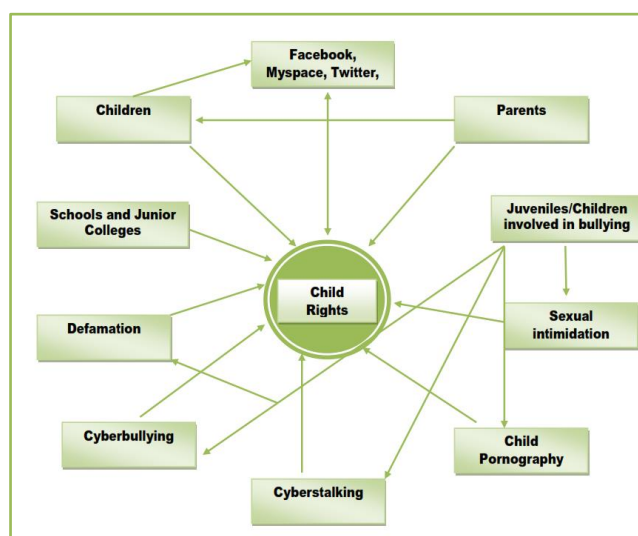 Facebook,
Myspace, Twitter,
Children
Parents
Schools and Junior
Colleges
Juveniles/Children
involved in bullying
Child
Rights
Defamation
Sexual
intimidation
Cyberbullying
Child
Pornography
Cyberstalking